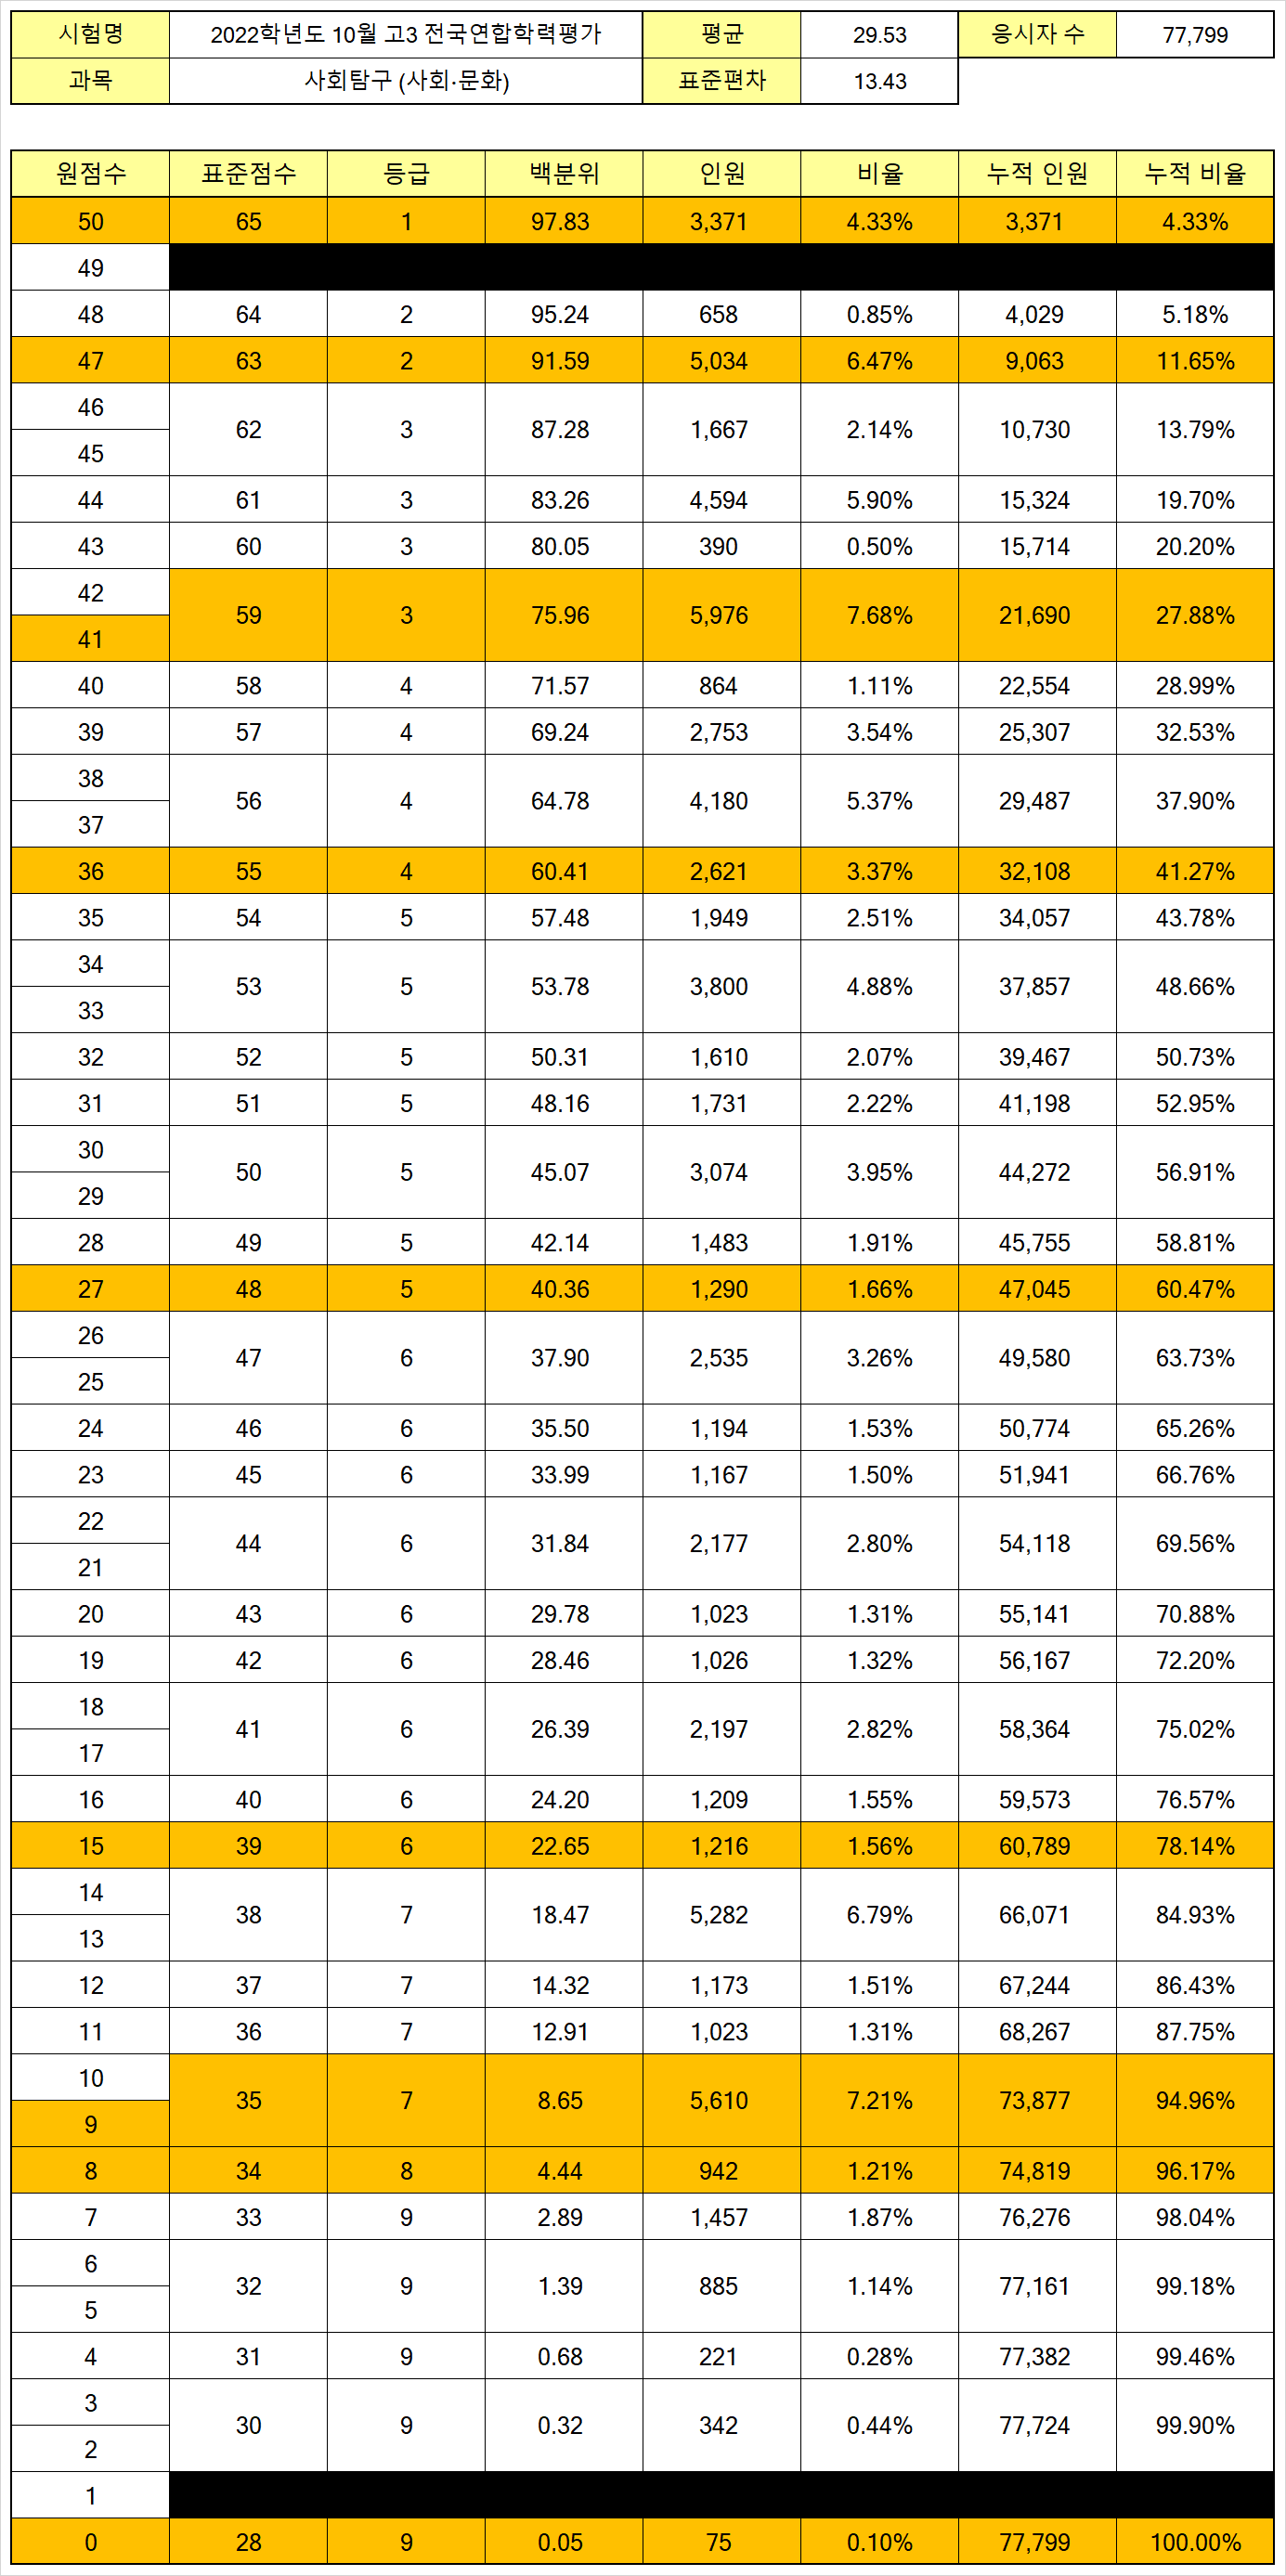 시험명 2022학년도 10월 고3 전국연합학력평가 평균 29.53 응시자 수 77,799
과목 사회탐구 (사회·문화) 표준편차 13.43
원점수 표준점수 등급 백분위 인원 비율 누적 인원 누적 비율
50 65 1 97.83 3,371 4.33% 3,371 4.33%
49
48 64 2 95.24 658 0.85% 4,029 5.18%
47 63 2 91.59 5,034 6.47% 9,063 11.65%
46
62 3 87.28 1,667 2.14% 10,730 13.79%
45
44 61 3 83.26 4,594 5.90% 15,324 19.70%
43 60 3 80.05 390 0.50% 15,714 20.20%
42
59 3 75.96 5,976 7.68% 21,690 27.88%
41
40 58 4 71.57 864 1.11% 22,554 28.99%
39 57 4 69.24 2,753 3.54% 25,307 32.53%
38
56 4 64.78 4,180 5.37% 29,487 37.90%
37
36 55 4 60.41 2,621 3.37% 32,108 41.27%
35 54 5 57.48 1,949 2.51% 34,057 43.78%
34
53 5 53.78 3,800 4.88% 37,857 48.66%
33
32 52 5 50.31 1,610 2.07% 39,467 50.73%
31 51 5 48.16 1,731 2.22% 41,198 52.95%
30
50 5 45.07 3,074 3.95% 44,272 56.91%
29
28 49 5 42.14 1,483 1.91% 45,755 58.81%
27 48 5 40.36 1,290 1.66% 47,045 60.47%
26
47 6 37.90 2,535 3.26% 49,580 63.73%
25
24 46 6 35.50 1,194 1.53% 50,774 65.26%
23 45 6 33.99 1,167 1.50% 51,941 66.76%
22
44 6 31.84 2,177 2.80% 54,118 69.56%
21
20 43 6 29.78 1,023 1.31% 55,141 70.88%
19 42 6 28.46 1,026 1.32% 56,167 72.20%
18
41 6 26.39 2,197 2.82% 58,364 75.02%
17
16 40 6 24.20 1,209 1.55% 59,573 76.57%
15 39 6 22.65 1,216 1.56% 60,789 78.14%
14
38 7 18.47 5,282 6.79% 66,071 84.93%
13
12 37 7 14.32 1,173 1.51% 67,244 86.43%
11 36 7 12.91 1,023 1.31% 68,267 87.75%
10
35 7 8.65 5,610 7.21% 73,877 94.96%
9
8 34 8 4.44 942 1.21% 74,819 96.17%
7 33 9 2.89 1,457 1.87% 76,276 98.04%
6
32 9 1.39 885 1.14% 77,161 99.18%
5
4 31 9 0.68 221 0.28% 77,382 99.46%
3
30 9 0.32 342 0.44% 77,724 99.90%
2
1
0 28 9 0.05 75 0.10% 77,799 100.00%